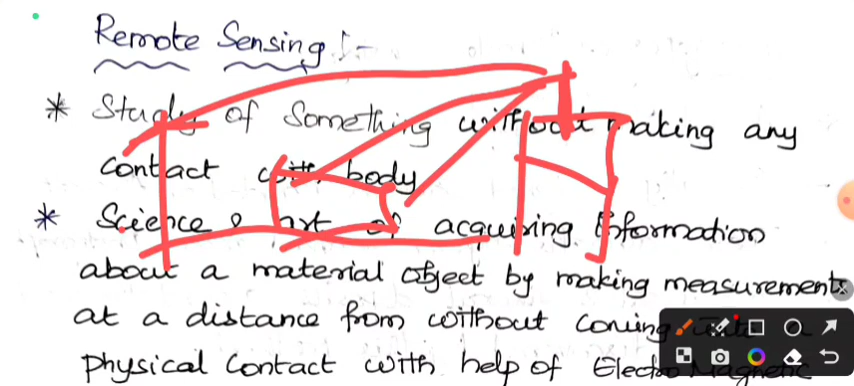 Remote Sensing :-
* Study of Something without making any
contact with body
* Science & art of acquiring Information
about a material object by making measurements
at a distance from without coming into a
Physical Contact with help of Electro Magnetic